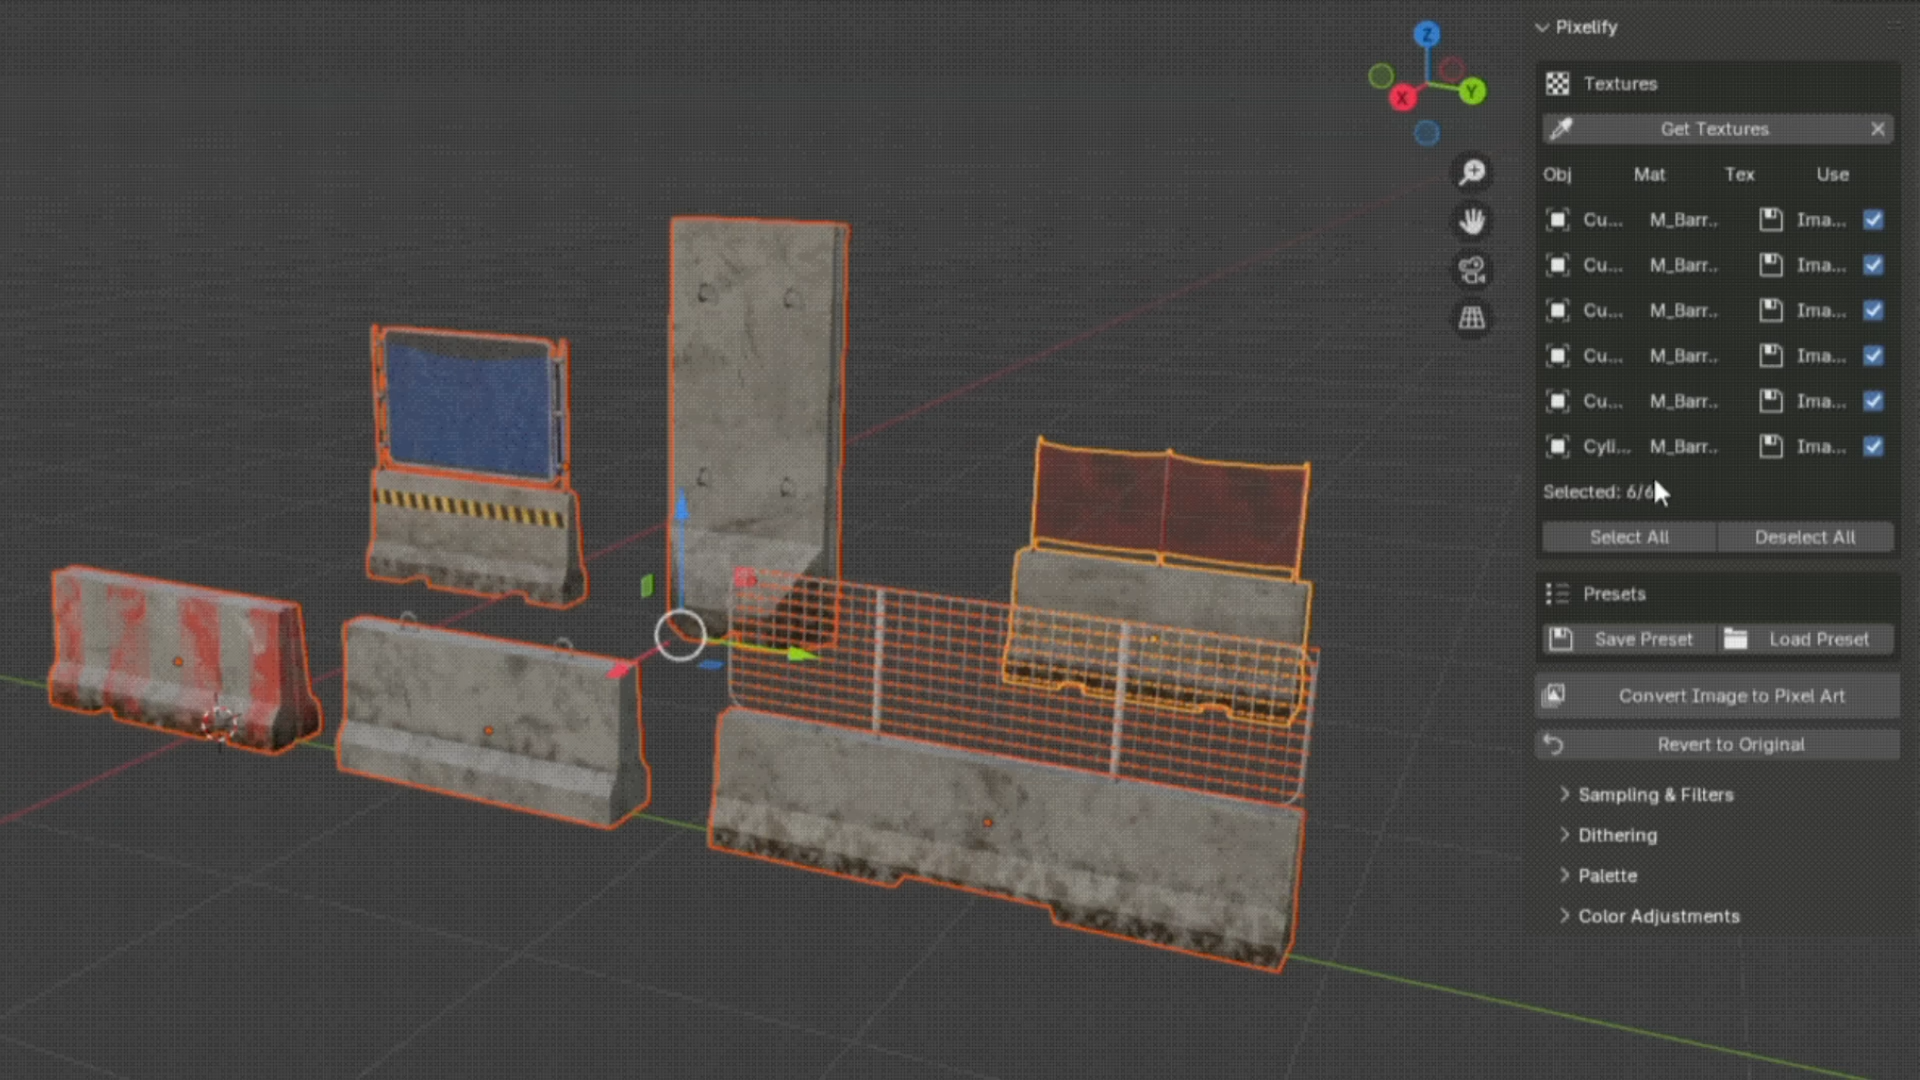 Pixelify
Z
Y
X
Textures
Get Textures
Obj Mat Tex Use
Cu... M_Barr.. Ima...
Cu... M_Barr.. Ima...
Cu... M_Barr.. Ima...
Cu... M_Barr.. Ima...
Cu... M_Barr.. Ima...
Cyli... M_Barr.. Ima...
Selected: 6/6
Select All Deselect All
Presets
Save Preset Load Preset
Convert Image to Pixel Art
Revert to Original
Sampling & Filters
Dithering
Palette
Color Adjustments